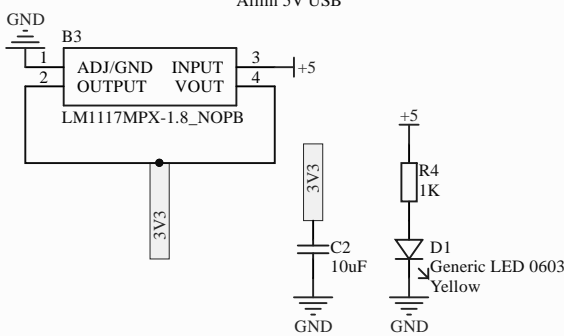 Alim 5V USB
GND
B3
1 ADJ/GND INPUT 3 +5
2 OUTPUT VOUT 4
LM1117MPX-1.8_NOPB
3V3
3V3
C2
10uF
GND
+5
R4
1K
D1
Generic LED 0603
Yellow
GND